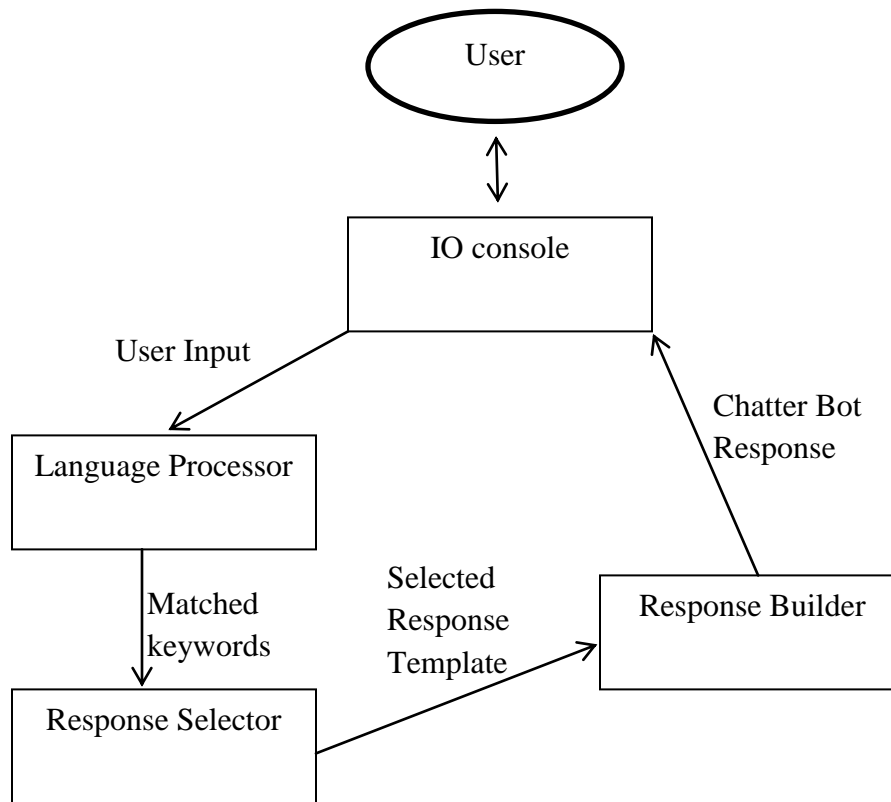 User
IO console
User Input
Chatter Bot
Response
Language Processor
Matched
keywords
Selected
Response
Template
Response Builder
Response Selector